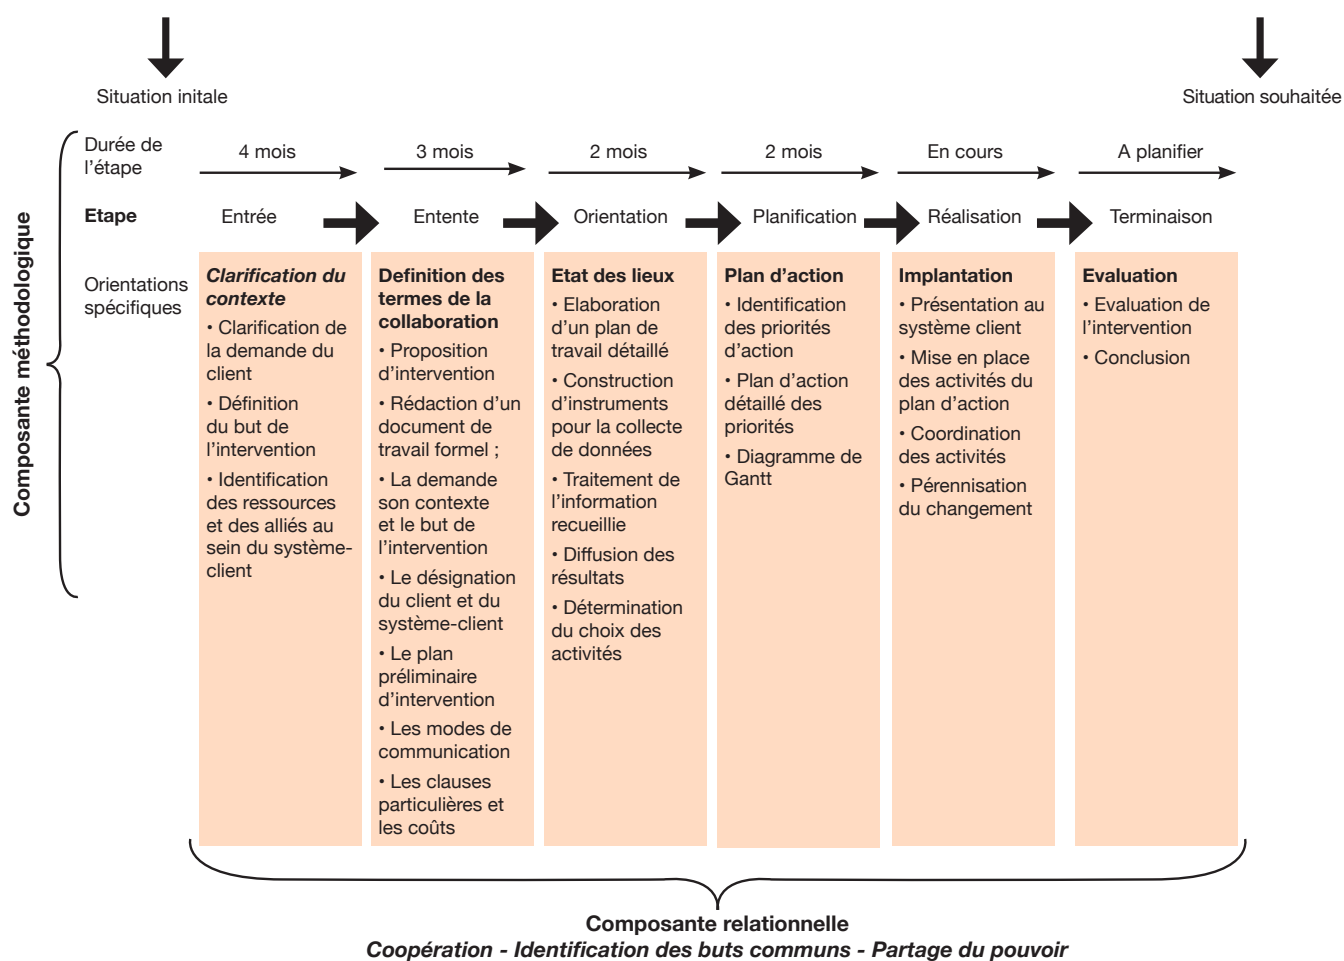 Situation initale
Situation souhaitée
Composante méthodologique
Durée de
l'étape
4 mois
3 mois
2 mois
2 mois
En cours
A planifier
Etape
Entrée
Entente
Orientation
Planification
Réalisation
Terminaison
Orientations
spécifiques
Clarification du
contexte
• Clarification de
la demande du
client
• Définition
du but de
l'intervention
• Identification
des ressources
et des alliés au
sein du système-
client
Definition des
termes de la
collaboration
• Proposition
d'intervention
• Rédaction d'un
document de
travail formel ;
• La demande
son contexte
et le but de
l'intervention
• Le désignation
du client et du
système-client
• Le plan
préliminaire
d'intervention
• Les modes de
communication
• Les clauses
particulières et
les coûts
Etat des lieux
• Elaboration
d'un plan de
travail détaillé
• Construction
d'instruments
pour la collecte
de données
• Traitement de
l'information
recueillie
• Diffusion des
résultats
• Détermination
du choix des
activités
Plan d'action
• Identification
des priorités
d'action
• Plan d'action
détaillé des
priorités
• Diagramme de
Gantt
Implantation
• Présentation au
système client
• Mise en place
des activités du
plan d'action
• Coordination
des activités
• Pérennisation
du changement
Evaluation
• Evaluation de
l'intervention
• Conclusion
Composante relationnelle
Coopération - Identification des buts communs - Partage du pouvoir